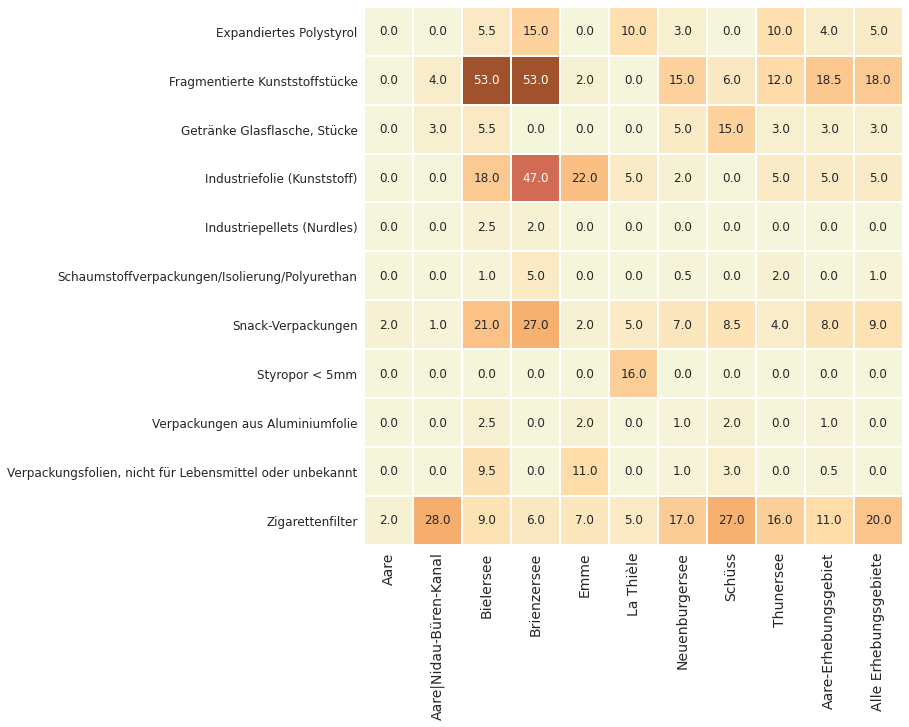 Expandiertes Polystyrol 0.0 0.0 5.5 15.0 0.0 10.0 3.0 0.0 10.0 4.0 5.0
Fragmentierte Kunststoffstücke 0.0 4.0 53.0 53.0 2.0 0.0 15.0 6.0 12.0 18.5 18.0
Getränke Glasflasche, Stücke 0.0 3.0 5.5 0.0 0.0 0.0 5.0 15.0 3.0 3.0 3.0
Industriefolie (Kunststoff) 0.0 0.0 18.0 47.0 22.0 5.0 2.0 0.0 5.0 5.0 5.0
Industriepellets (Nurdles) 0.0 0.0 2.5 2.0 0.0 0.0 0.0 0.0 0.0 0.0 0.0
Schaumstoffverpackungen/Isolierung/Polyurethan 0.0 0.0 1.0 5.0 0.0 0.0 0.5 0.0 2.0 0.0 1.0
Snack-Verpackungen 2.0 1.0 21.0 27.0 2.0 5.0 7.0 8.5 4.0 8.0 9.0
Styropor < 5mm 0.0 0.0 0.0 0.0 0.0 16.0 0.0 0.0 0.0 0.0 0.0
Verpackungen aus Aluminiumfolie 0.0 0.0 2.5 0.0 2.0 0.0 1.0 2.0 0.0 1.0 0.0
Verpackungsfolien, nicht für Lebensmittel oder unbekannt 0.0 0.0 9.5 0.0 11.0 0.0 1.0 3.0 0.0 0.5 0.0
Zigarettenfilter 2.0 28.0 9.0 6.0 7.0 5.0 17.0 27.0 16.0 11.0 20.0
Aare
Aare|Nidau-Büren-Kanal
Bielersee
Brienzersee
Emme
La Thièle
Neuenburgersee
Schüss
Thunersee
Aare-Erhebungsgebiet
Alle Erhebungsgebiete